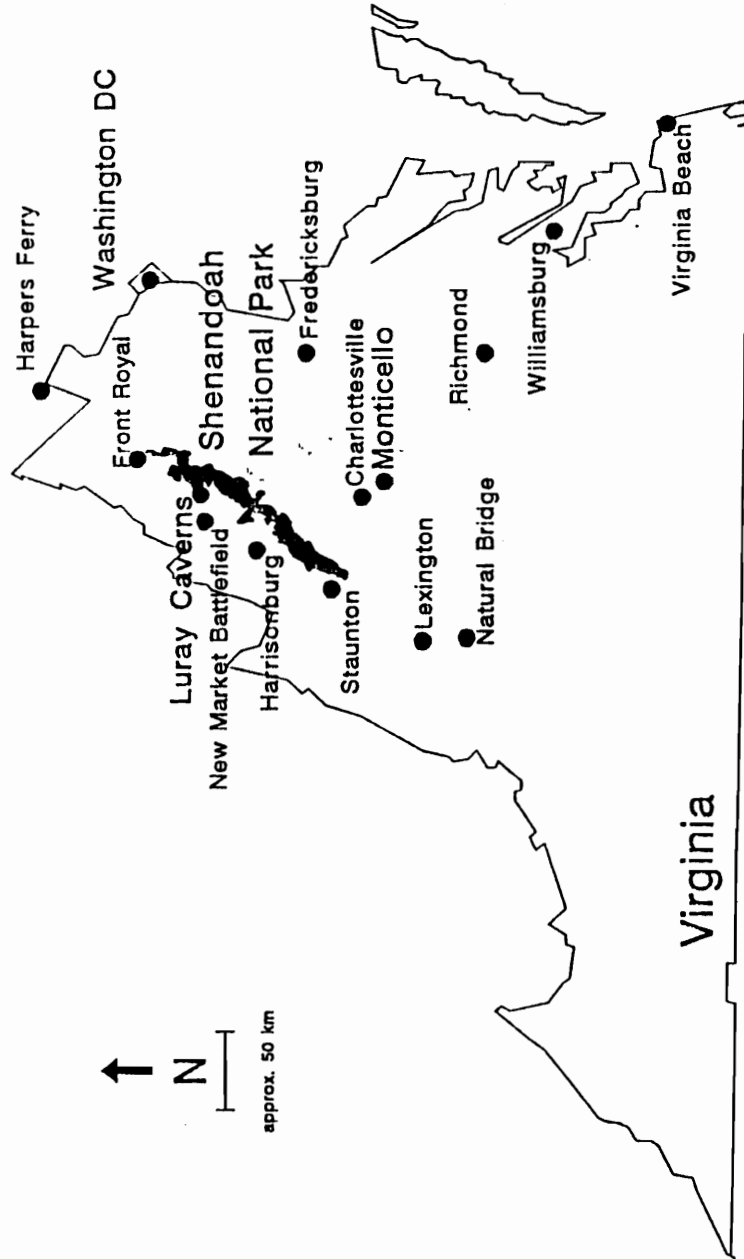 Harpers Ferry
Washington DC
Front Royal
Shenandoah
National Park
Luray Caverns
New Market Battlefield
Harrisonburg
Fredericksburg
Staunton
Charlottesville
Monticello
Lexington
Natural Bridge
Richmond
Williamsburg
Virginia Beach
Virginia
N
approx. 50 km